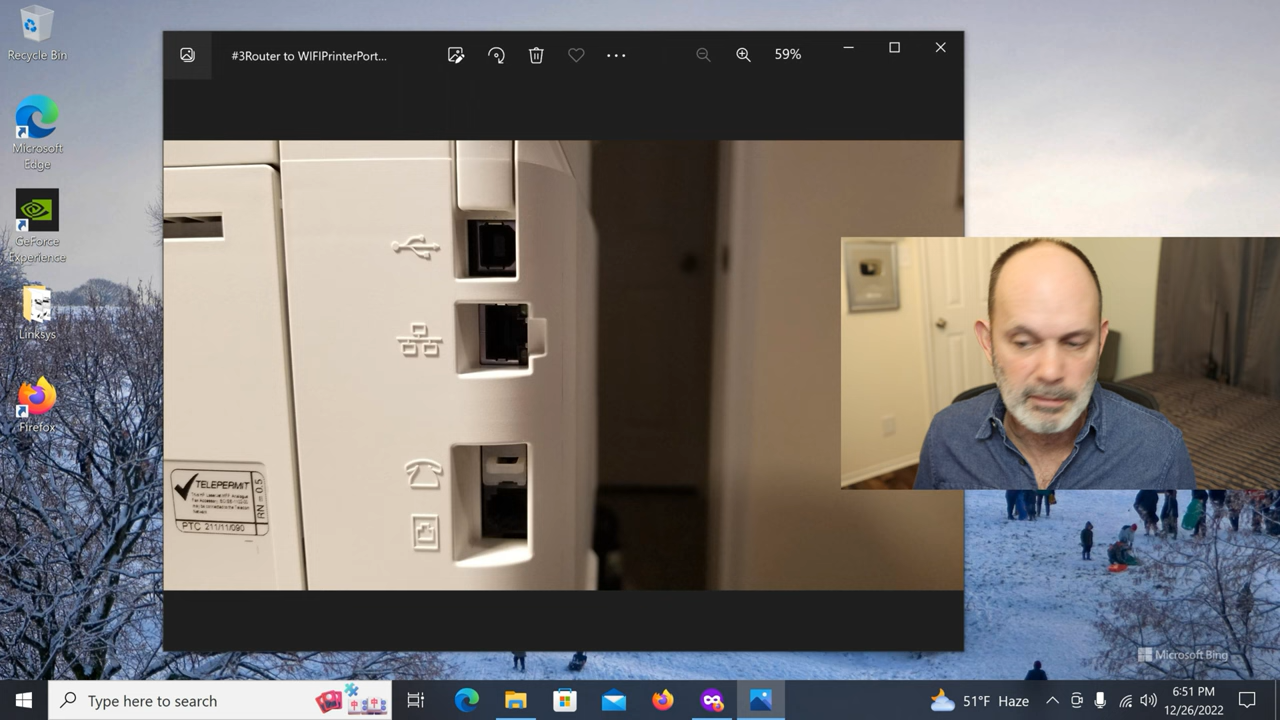 Recycle Bin
Microsoft
Edge
GeForce
Experience
Linksys
Firefox
#3Router to WIFIPrinterPort...
59%
TELEPERMIT
RN = 0.5
PTC 211/11/090
Microsoft Bing
Type here to search
51°F Haze
6:51 PM
12/26/2022